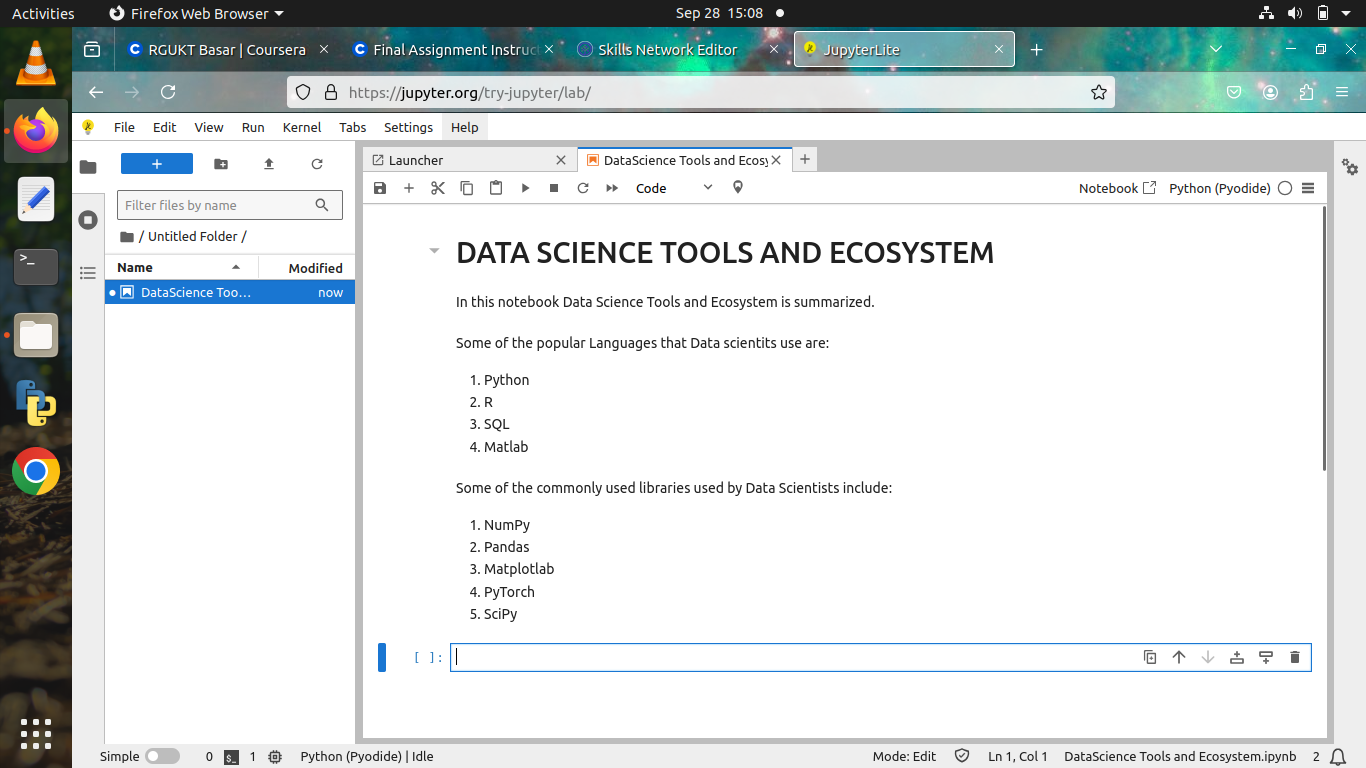 Activities
Firefox Web Browser
Sep 28 15:08
RGUKT Basar | Coursera
Final Assignment Instruc
Skills Network Editor
JupyterLite
https://jupyter.org/try-jupyter/lab/
File Edit View Run Kernel Tabs Settings Help
Launcher
DataScience Tools and Ecosy
Filter files by name
Code
Notebook
Python (Pyodide)
/ Untitled Folder /
Name
Modified
DataScience Too...
now
DATA SCIENCE TOOLS AND ECOSYSTEM
In this notebook Data Science Tools and Ecosystem is summarized.
Some of the popular Languages that Data scientits use are:
1. Python
2. R
3. SQL
4. Matlab
Some of the commonly used libraries used by Data Scientists include:
1. NumPy
2. Pandas
3. Matplotlab
4. PyTorch
5. SciPy
[ ]:
Simple
0
1
Python (Pyodide) | Idle
Mode: Edit
Ln 1, Col 1
DataScience Tools and Ecosystem.ipynb
2